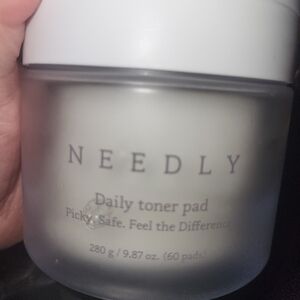 NEEDLY
Daily toner pad
Picky. Safe. Feel the Difference
280 g / 9.87 oz. (60 pads)